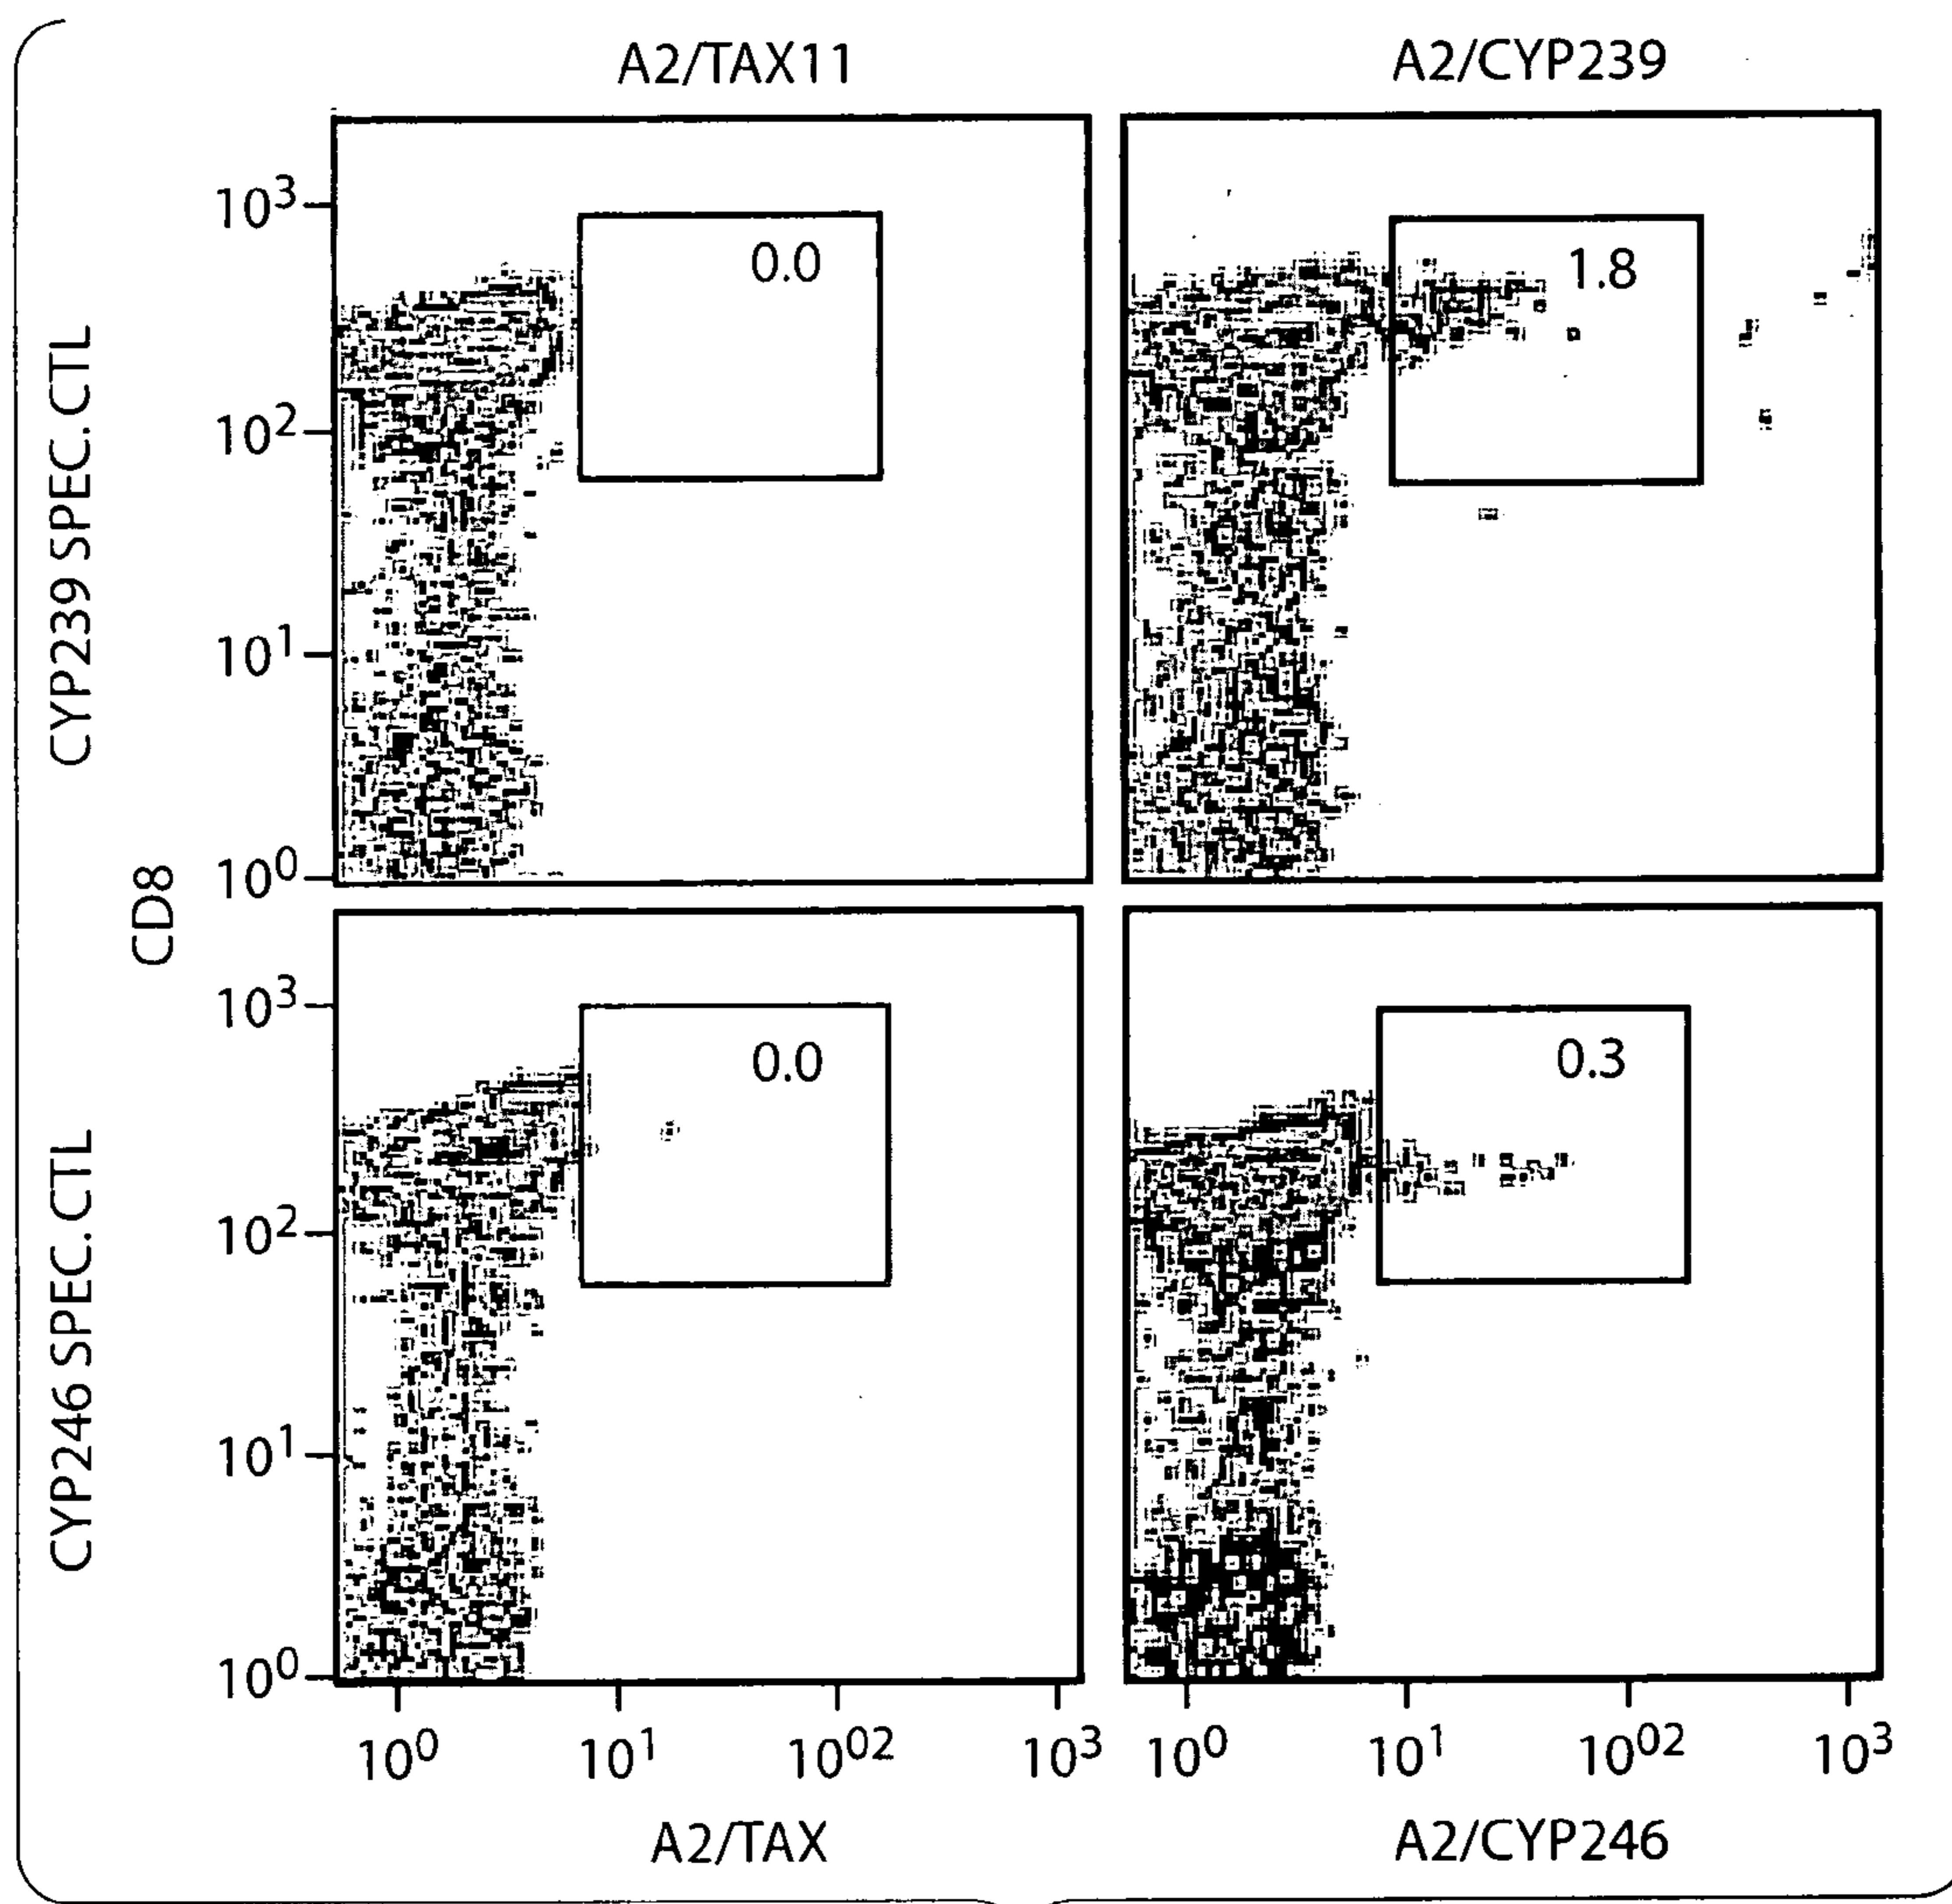 A2/TAX11
A2/CYP239
CYP239 SPEC.CTL
CD8
10³
10²
10¹
10⁰
0.0
1.8
CYP246 SPEC.CTL
10³
10²
10¹
10⁰
0.0
0.3
10⁰ 10¹ 10⁰² 10³
10⁰ 10¹ 10⁰² 10³
A2/TAX
A2/CYP246